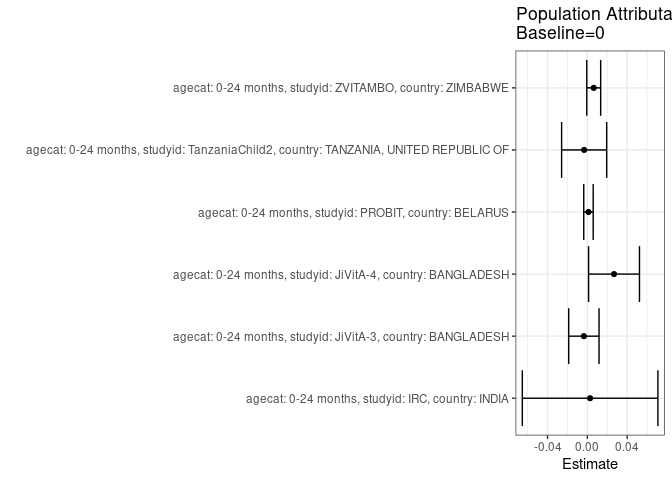 Population Attributa
Baseline=0
agecat: 0-24 months, studyid: ZVITAMBO, country: ZIMBABWE
agecat: 0-24 months, studyid: TanzaniaChild2, country: TANZANIA, UNITED REPUBLIC OF
agecat: 0-24 months, studyid: PROBIT, country: BELARUS
agecat: 0-24 months, studyid: JiVitA-4, country: BANGLADESH
agecat: 0-24 months, studyid: JiVitA-3, country: BANGLADESH
agecat: 0-24 months, studyid: IRC, country: INDIA
-0.04 0.00 0.04
Estimate